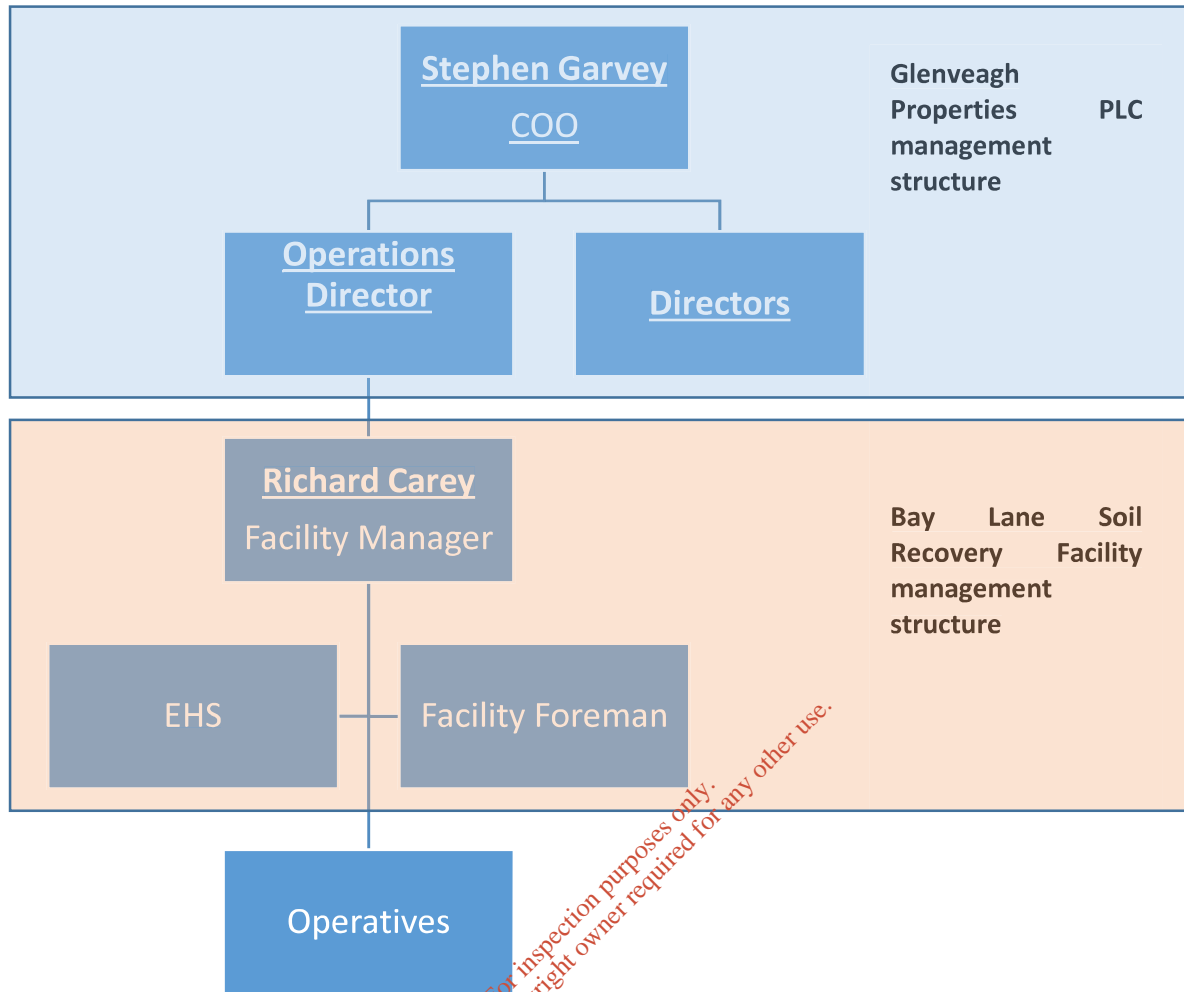 Stephen Garvey
COO
Glenveagh
Properties PLC
management
structure
Operations
Director
Directors
Richard Carey
Facility Manager
Bay Lane Soil
Recovery Facility
management
structure
EHS
Facility Foreman
Operatives
For inspection purposes only.
owner required for any other use.